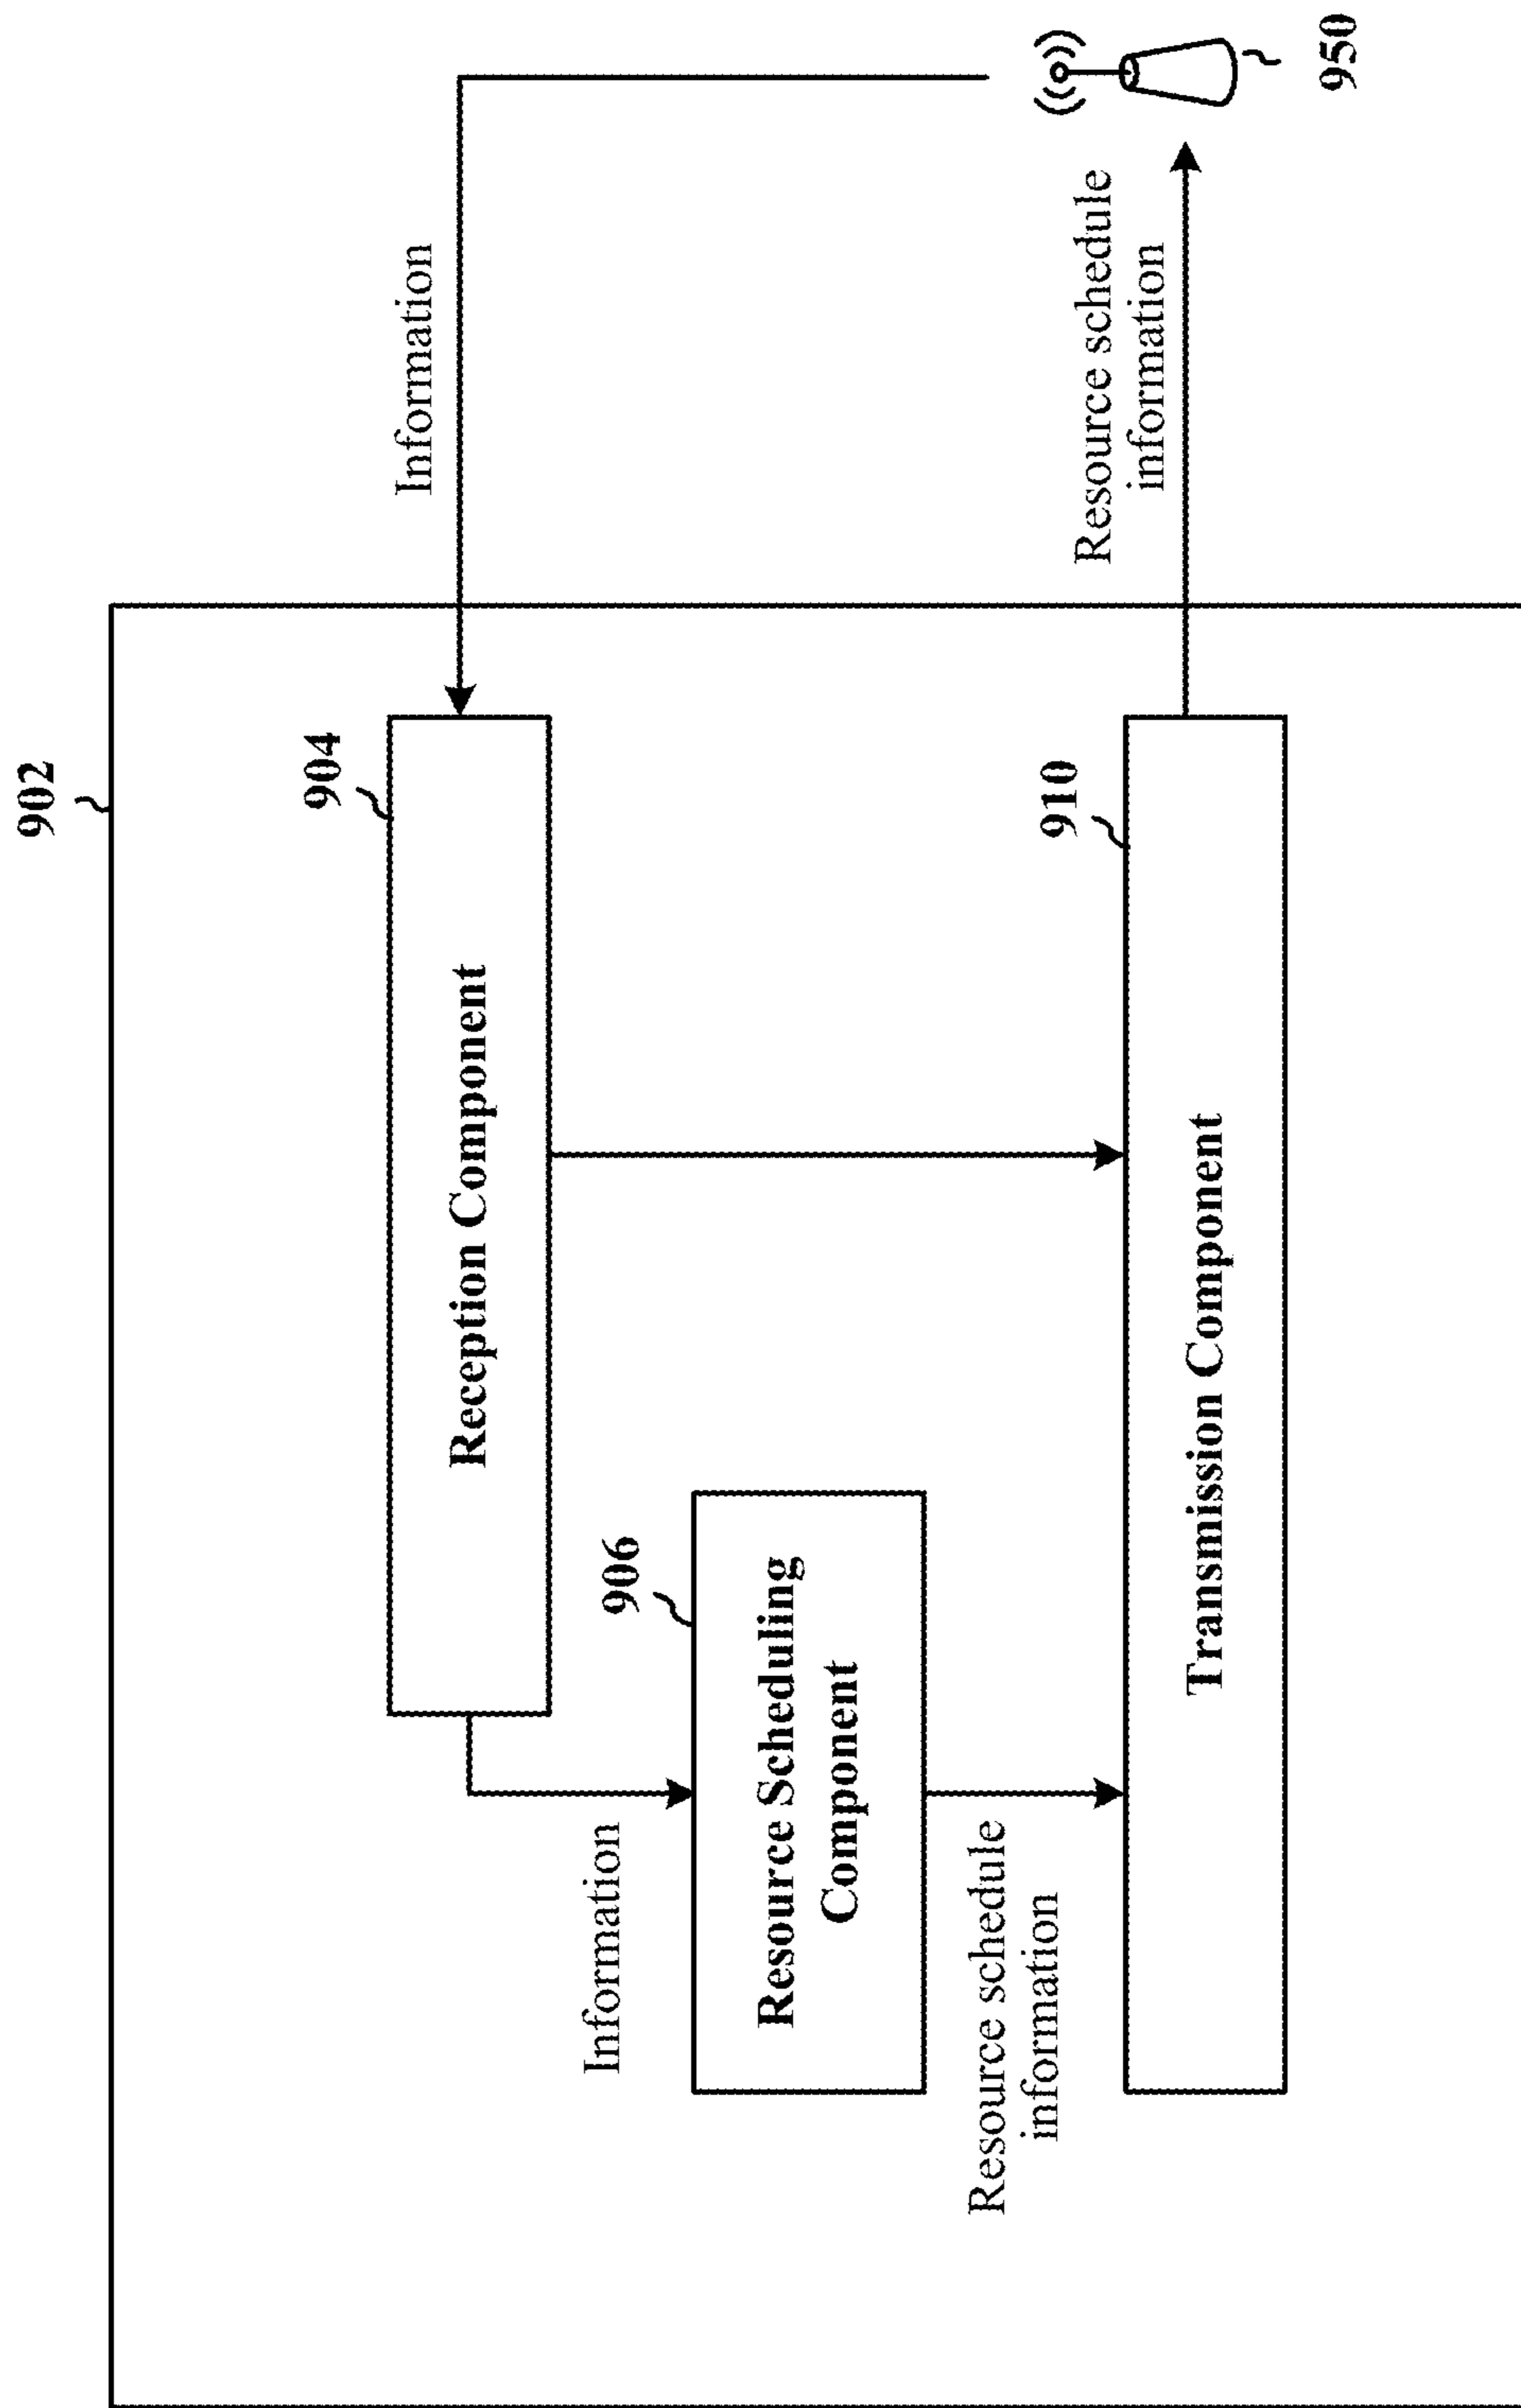 902
904
Reception Component
Information
Information
906
Resource Scheduling
Component
Resource schedule
information
910
Transmission Component
Resource schedule
information
950